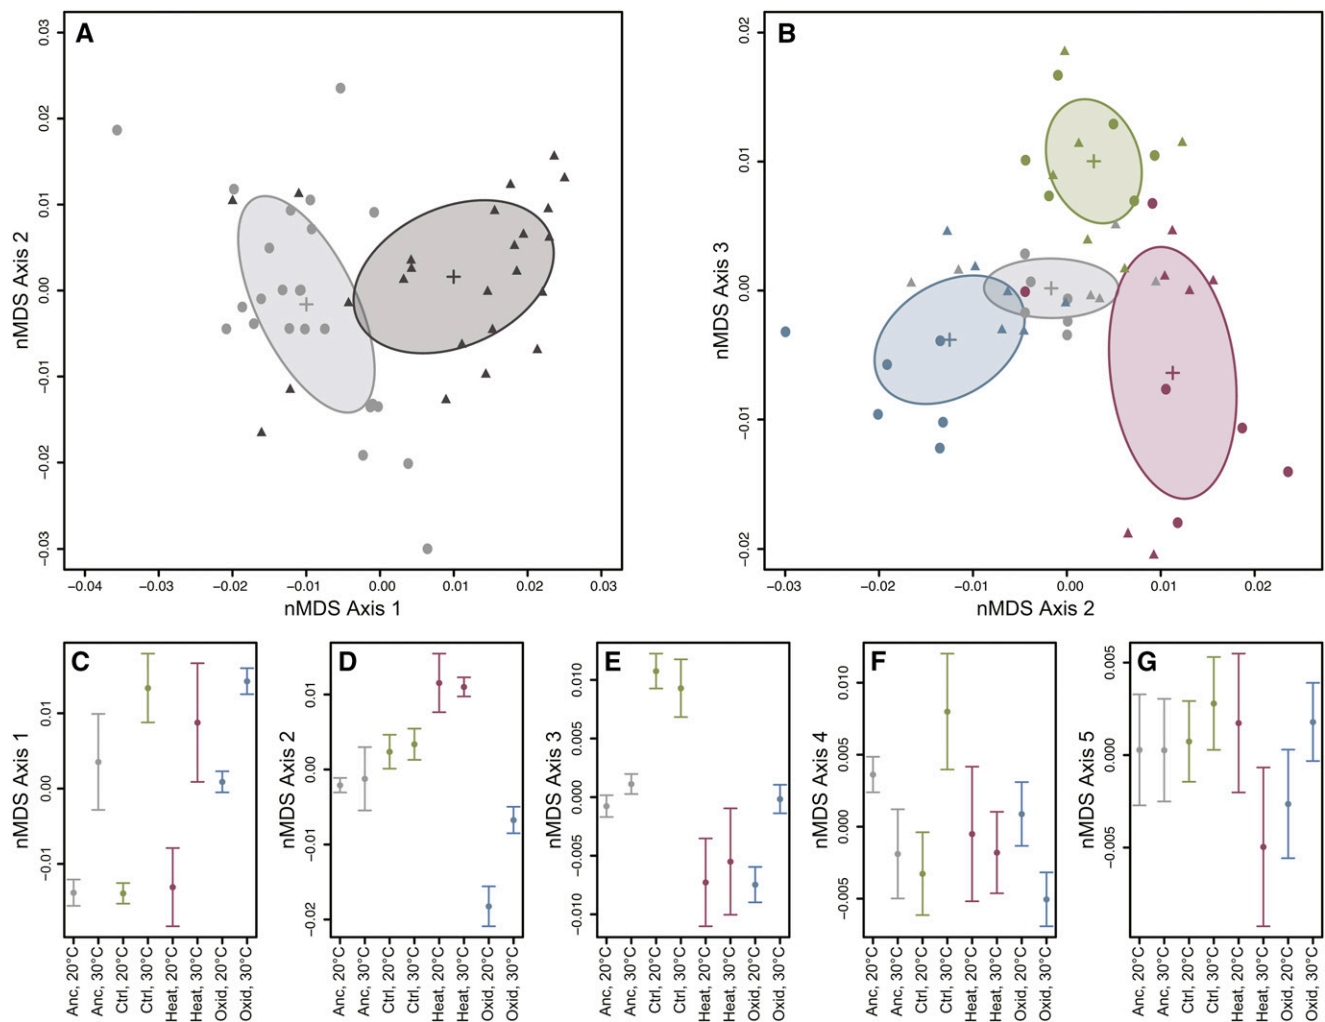 A
0.03
0.02
0.01
0.00
−0.01
−0.02
−0.03
nMDS Axis 2
−0.04 −0.03 −0.02 −0.01 0.00 0.01 0.02 0.03
nMDS Axis 1
B
0.02
0.01
0.00
−0.01
−0.02
nMDS Axis 3
−0.03 −0.02 −0.01 0.00 0.01 0.02
nMDS Axis 2
C
0.01
0.00
−0.01
nMDS Axis 1
Anc, 20°C
Anc, 30°C
Ctrl, 20°C
Ctrl, 30°C
Heat, 20°C
Heat, 30°C
Oxid, 20°C
Oxid, 30°C
D
0.01
0.00
−0.01
−0.02
nMDS Axis 2
Anc, 20°C
Anc, 30°C
Ctrl, 20°C
Ctrl, 30°C
Heat, 20°C
Heat, 30°C
Oxid, 20°C
Oxid, 30°C
E
0.010
0.005
0.000
−0.005
−0.010
nMDS Axis 3
Anc, 20°C
Anc, 30°C
Ctrl, 20°C
Ctrl, 30°C
Heat, 20°C
Heat, 30°C
Oxid, 20°C
Oxid, 30°C
F
0.010
0.005
0.000
−0.005
nMDS Axis 4
Anc, 20°C
Anc, 30°C
Ctrl, 20°C
Ctrl, 30°C
Heat, 20°C
Heat, 30°C
Oxid, 20°C
Oxid, 30°C
G
0.005
0.000
−0.005
nMDS Axis 5
Anc, 20°C
Anc, 30°C
Ctrl, 20°C
Ctrl, 30°C
Heat, 20°C
Heat, 30°C
Oxid, 20°C
Oxid, 30°C